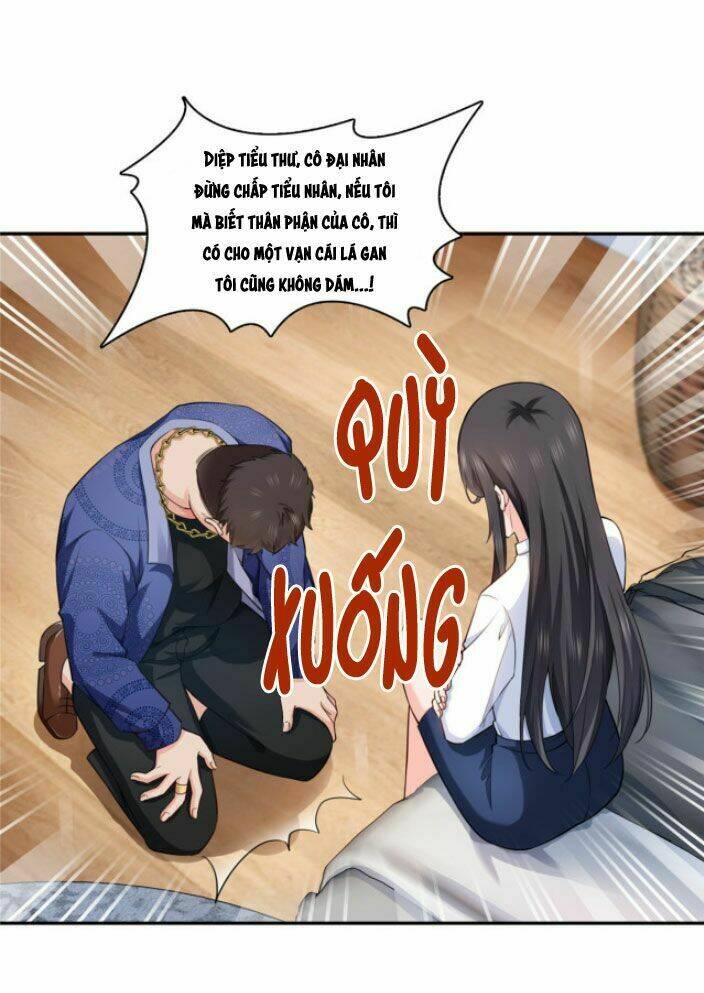 DIỆP TIỂU THƯ, CÔ ĐẠI NHÂN
ĐỪNG CHẤP TIỂU NHÂN, NẾU TÔI
MÀ BIẾT THÂN PHẬN CỦA CÔ, THÌ
CÓ CHO MỘT VẠN CÁI LÁ GAN
TÔI CŨNG KHÔNG DÁM...!
QUỲ
XUỐNG